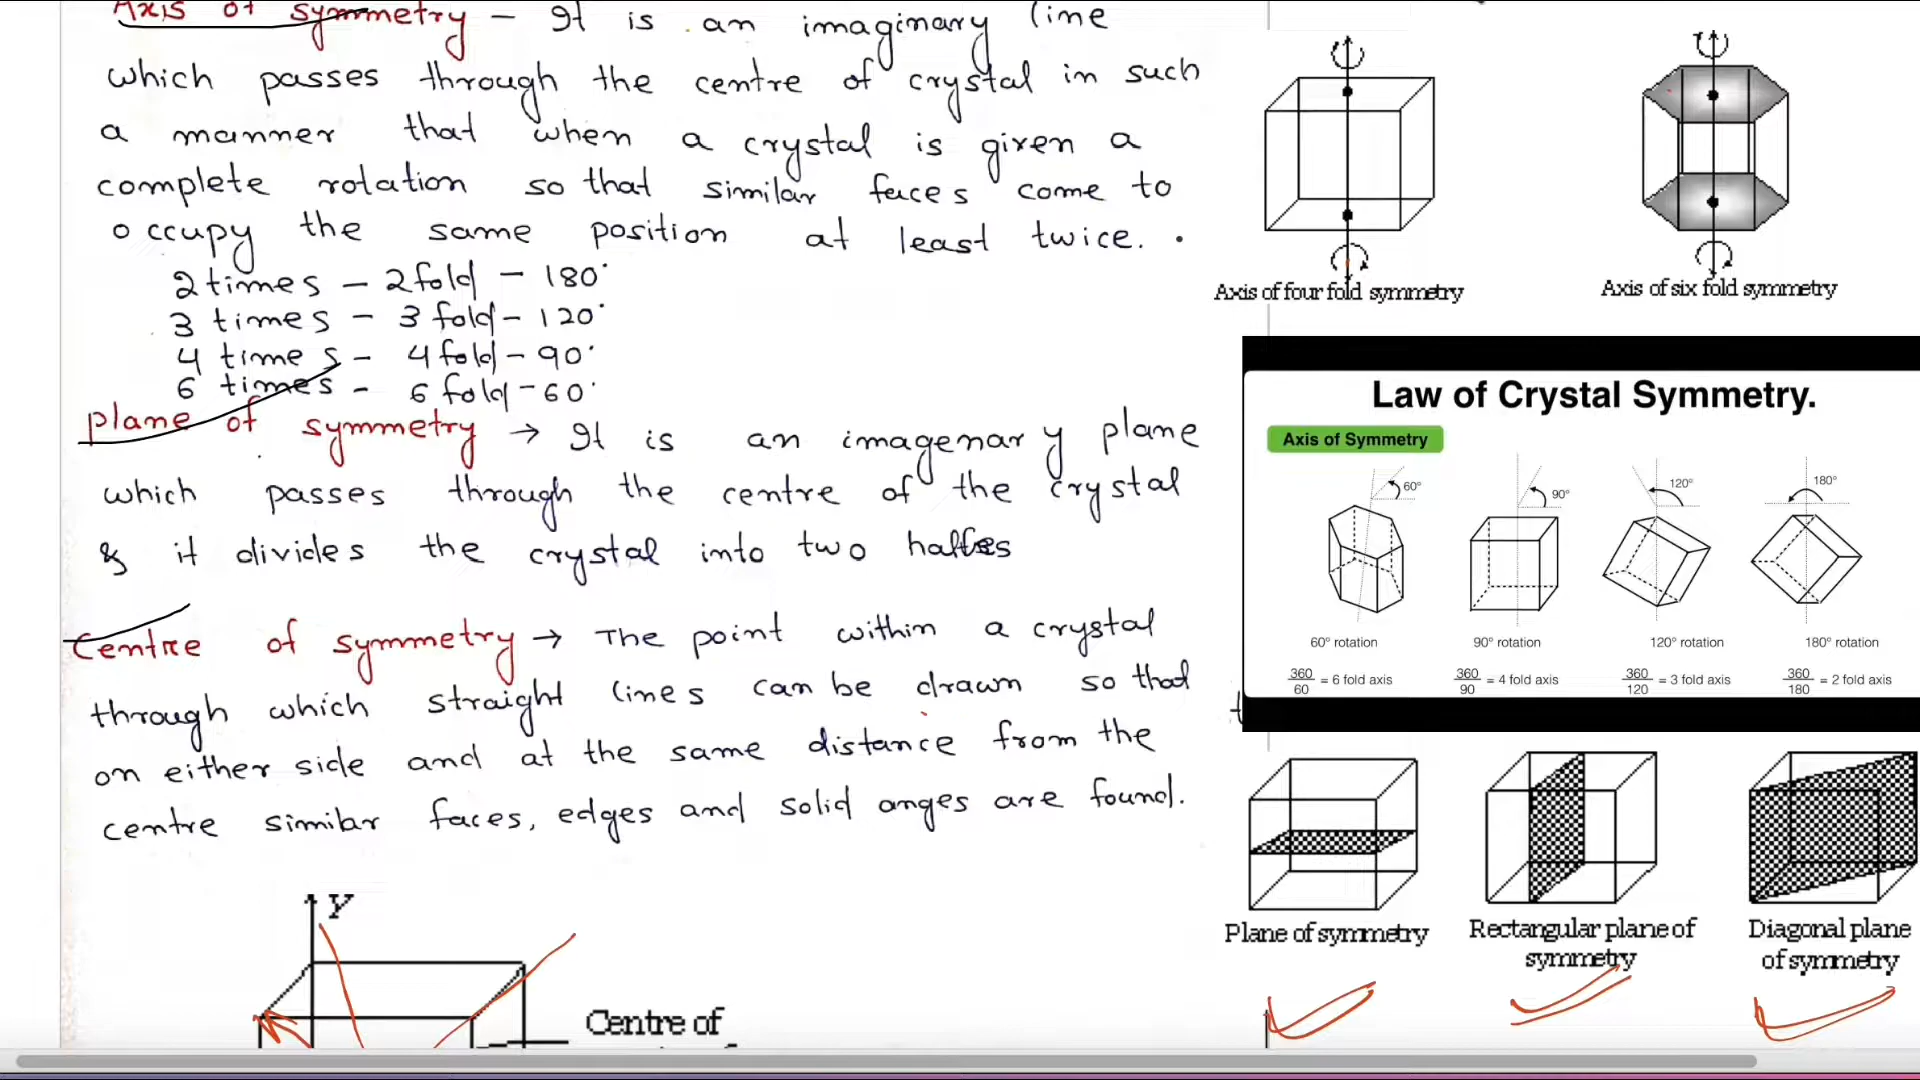 Axis of symmetry - It is an imaginary line
which passes through the centre of crystal in such
a manner that when a crystal is given a
complete rotation so that similar faces come to
occupy the same position at least twice.
2 times - 2 fold - 180°
3 times - 3 fold - 120°
4 times - 4 fold - 90°
6 times - 6 fold - 60°
plane of symmetry → It is an imagenary plane
which passes through the centre of the crystal
& it divides the crystal into two halfes
Centre of symmetry → The point within a crystal
through which straight lines can be drawn so that
on either side and at the same distance from the
centre similar faces, edges and solid anges are found.
Y
Centre of
Axis of four fold symmetry
Axis of six fold symmetry
Law of Crystal Symmetry.
Axis of Symmetry
60°
90°
120°
180°
60° rotation
90° rotation
120° rotation
180° rotation
360/60 = 6 fold axis
360/90 = 4 fold axis
360/120 = 3 fold axis
360/180 = 2 fold axis
Plane of symmetry
Rectangular plane of
symmetry
Diagonal plane
of symmetry